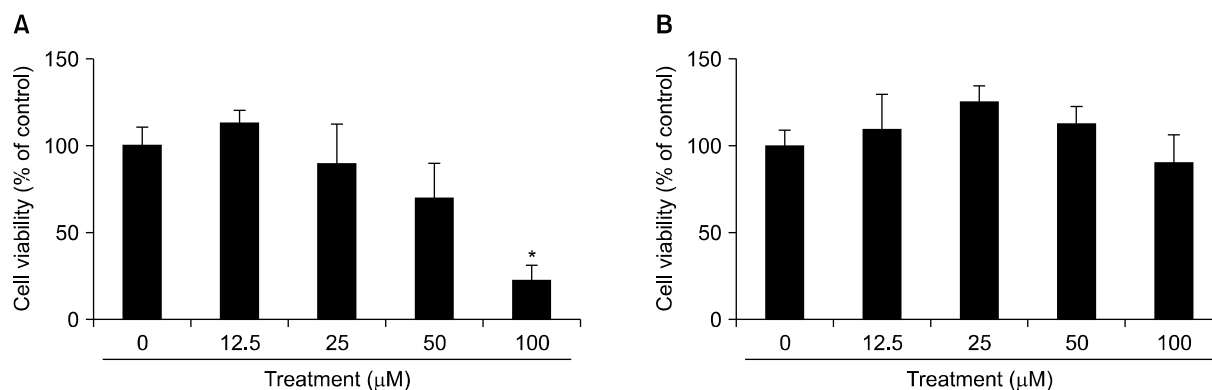 A
Cell viability (% of control)
150
100
50
0
*
0 12.5 25 50 100
Treatment (μM)
B
Cell viability (% of control)
150
100
50
0
0 12.5 25 50 100
Treatment (μM)